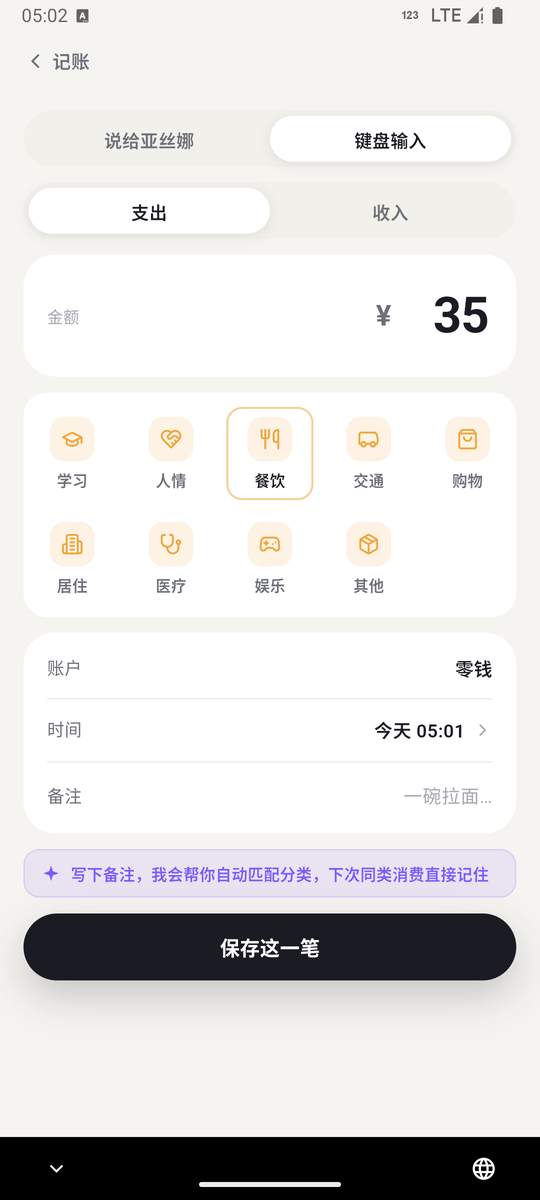 05:02 A 123 LTE
记账
说给亚丝娜 键盘输入
支出 收入
金额 ¥ 35
学习 人情 餐饮 交通 购物
居住 医疗 娱乐 其他
账户 零钱
时间 今天 05:01
备注 一碗拉面...
写下备注，我会帮你自动匹配分类，下次同类消费直接记住
保存这一笔